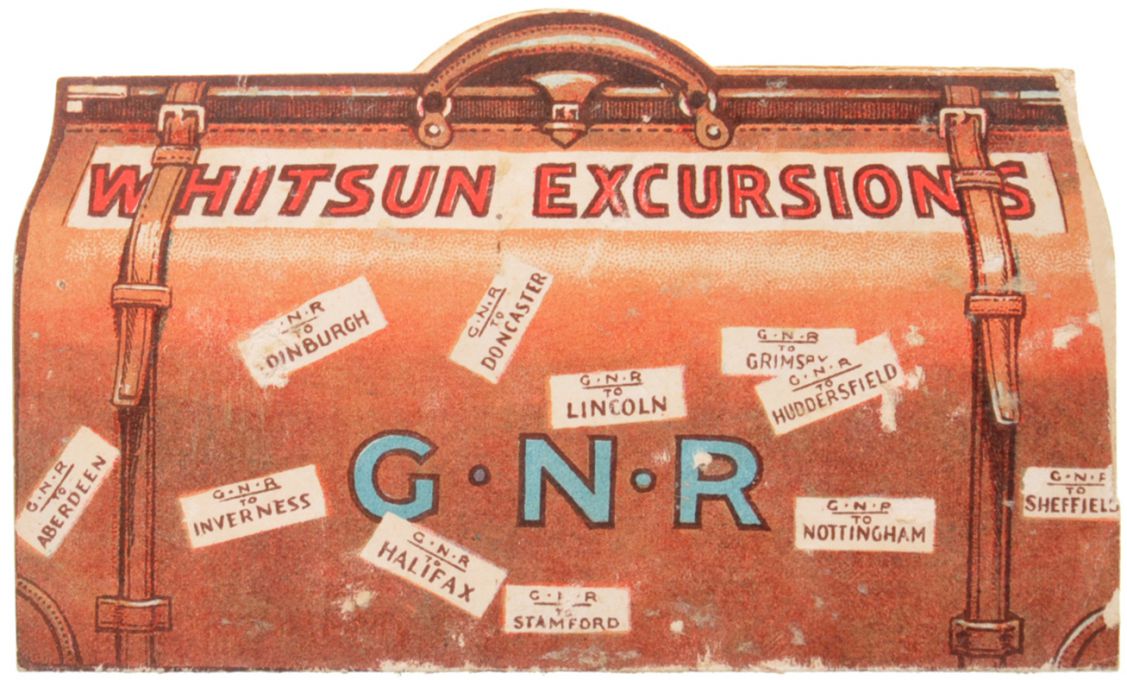 WHITSUN EXCURSIONS
G·N·R
TO
DINBURGH
G·N·R
TO
DONCASTER
G·N·R
TO
LINCOLN
G·N·R
TO
GRIMSBY
G·N·R
TO
HUDDERSFIELD
G·N·R
G·N·R
TO
ABERDEEN
G·N·R
TO
INVERNESS
G·N·R
TO
HALIFAX
G·N·R
TO
STAMFORD
G·N·R
TO
NOTTINGHAM
G·N·R
TO
SHEFFIELD